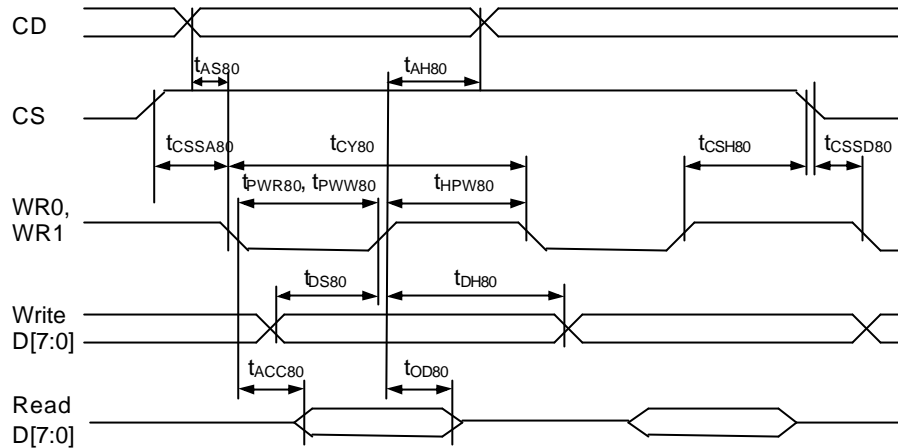 CD
tAS80 tAH80
CS
tCSSA80 tCY80 tCSH80 tCSSD80
tPWR80, tPWW80 tHPW80
WR0,
WR1
tDS80 tDH80
Write
D[7:0]
tACC80 tOD80
Read
D[7:0]